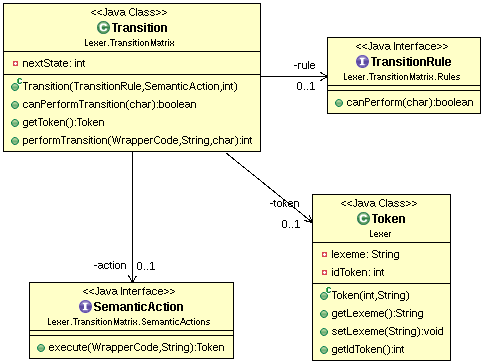 <<Java Class>>
Transition
Lexer.TransitionMatrix
nextState: int
Transition(TransitionRule,SemanticAction,int)
canPerformTransition(char):boolean
getToken():Token
performTransition(WrapperCode,String,char):int
-rule
0..1
<<Java Interface>>
TransitionRule
Lexer.TransitionMatrix.Rules
canPerform(char):boolean
-action
0..1
-token
0..1
<<Java Interface>>
SemanticAction
Lexer.TransitionMatrix.SemanticActions
execute(WrapperCode,String):Token
<<Java Class>>
Token
Lexer
lexeme: String
idToken: int
Token(int,String)
getLexeme():String
setLexeme(String):void
getIdToken():int